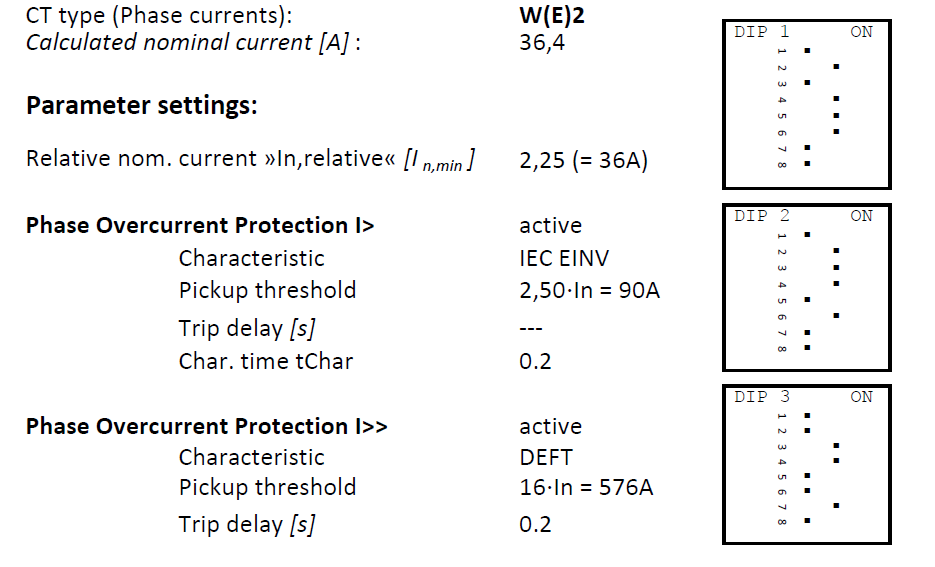 CT type (Phase currents): W(E)2
Calculated nominal current [A] : 36,4
Parameter settings:
Relative nom. current »In,relative« [I n,min ] 2,25 (= 36A)
Phase Overcurrent Protection I> active
Characteristic IEC EINV
Pickup threshold 2,50·In = 90A
Trip delay [s] ---
Char. time tChar 0.2
Phase Overcurrent Protection I>> active
Characteristic DEFT
Pickup threshold 16·In = 576A
Trip delay [s] 0.2
DIP 1 ON
1
2
3
4
5
6
7
8
DIP 2 ON
1
2
3
4
5
6
7
8
DIP 3 ON
1
2
3
4
5
6
7
8